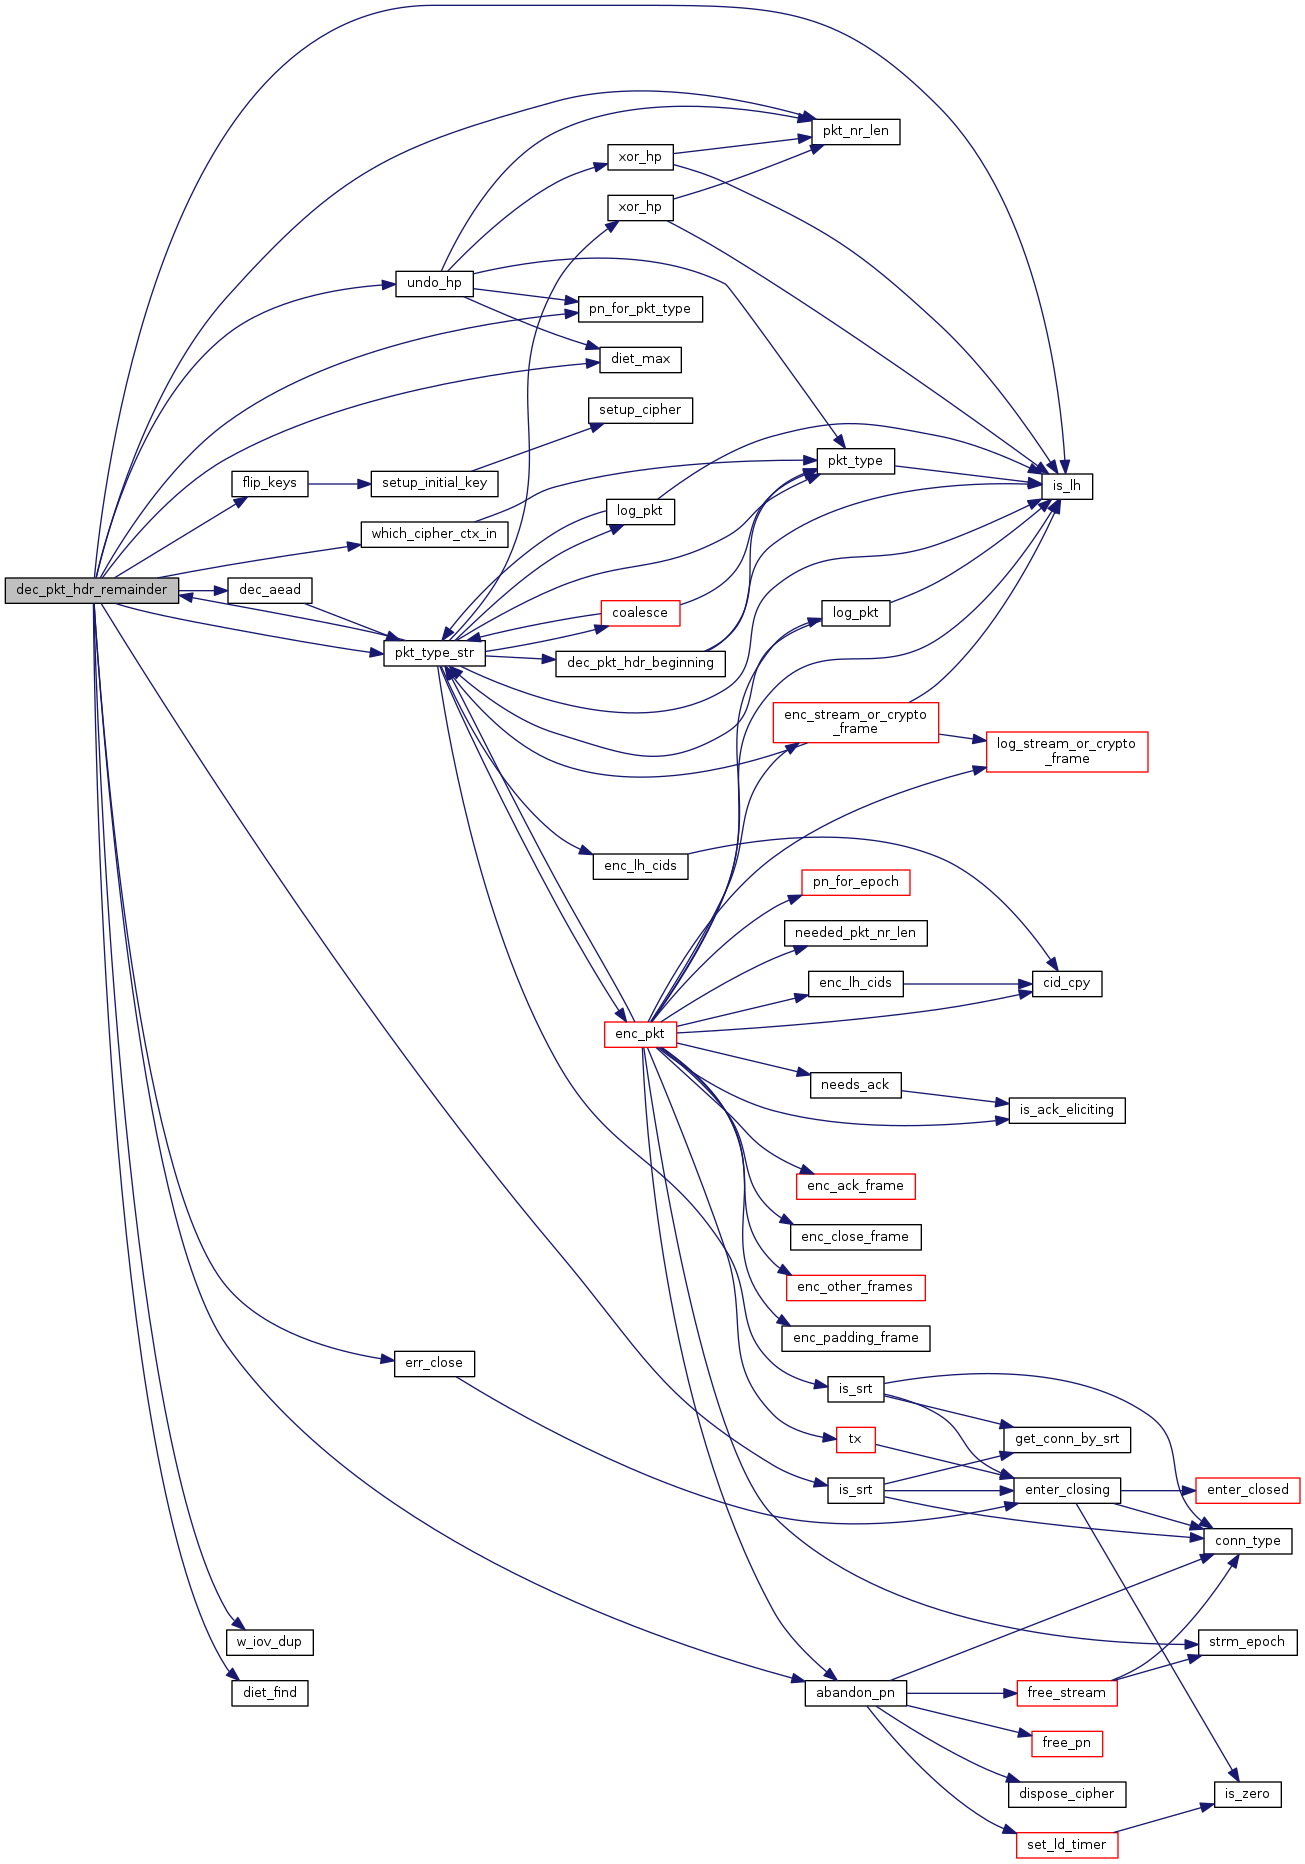 pkt_nr_len
xor_hp
xor_hp
undo_hp
pn_for_pkt_type
diet_max
setup_cipher
pkt_type
flip_keys
setup_initial_key
is_lh
log_pkt
which_cipher_ctx_in
dec_pkt_hdr_remainder
dec_aead
coalesce
log_pkt
pkt_type_str
dec_pkt_hdr_beginning
enc_stream_or_crypto
_frame
log_stream_or_crypto
_frame
enc_lh_cids
pn_for_epoch
needed_pkt_nr_len
enc_lh_cids
cid_cpy
enc_pkt
needs_ack
is_ack_eliciting
enc_ack_frame
enc_close_frame
enc_other_frames
enc_padding_frame
err_close
is_srt
tx
get_conn_by_srt
is_srt
enter_closing
enter_closed
conn_type
w_iov_dup
strm_epoch
diet_find
abandon_pn
free_stream
free_pn
dispose_cipher
is_zero
set_ld_timer